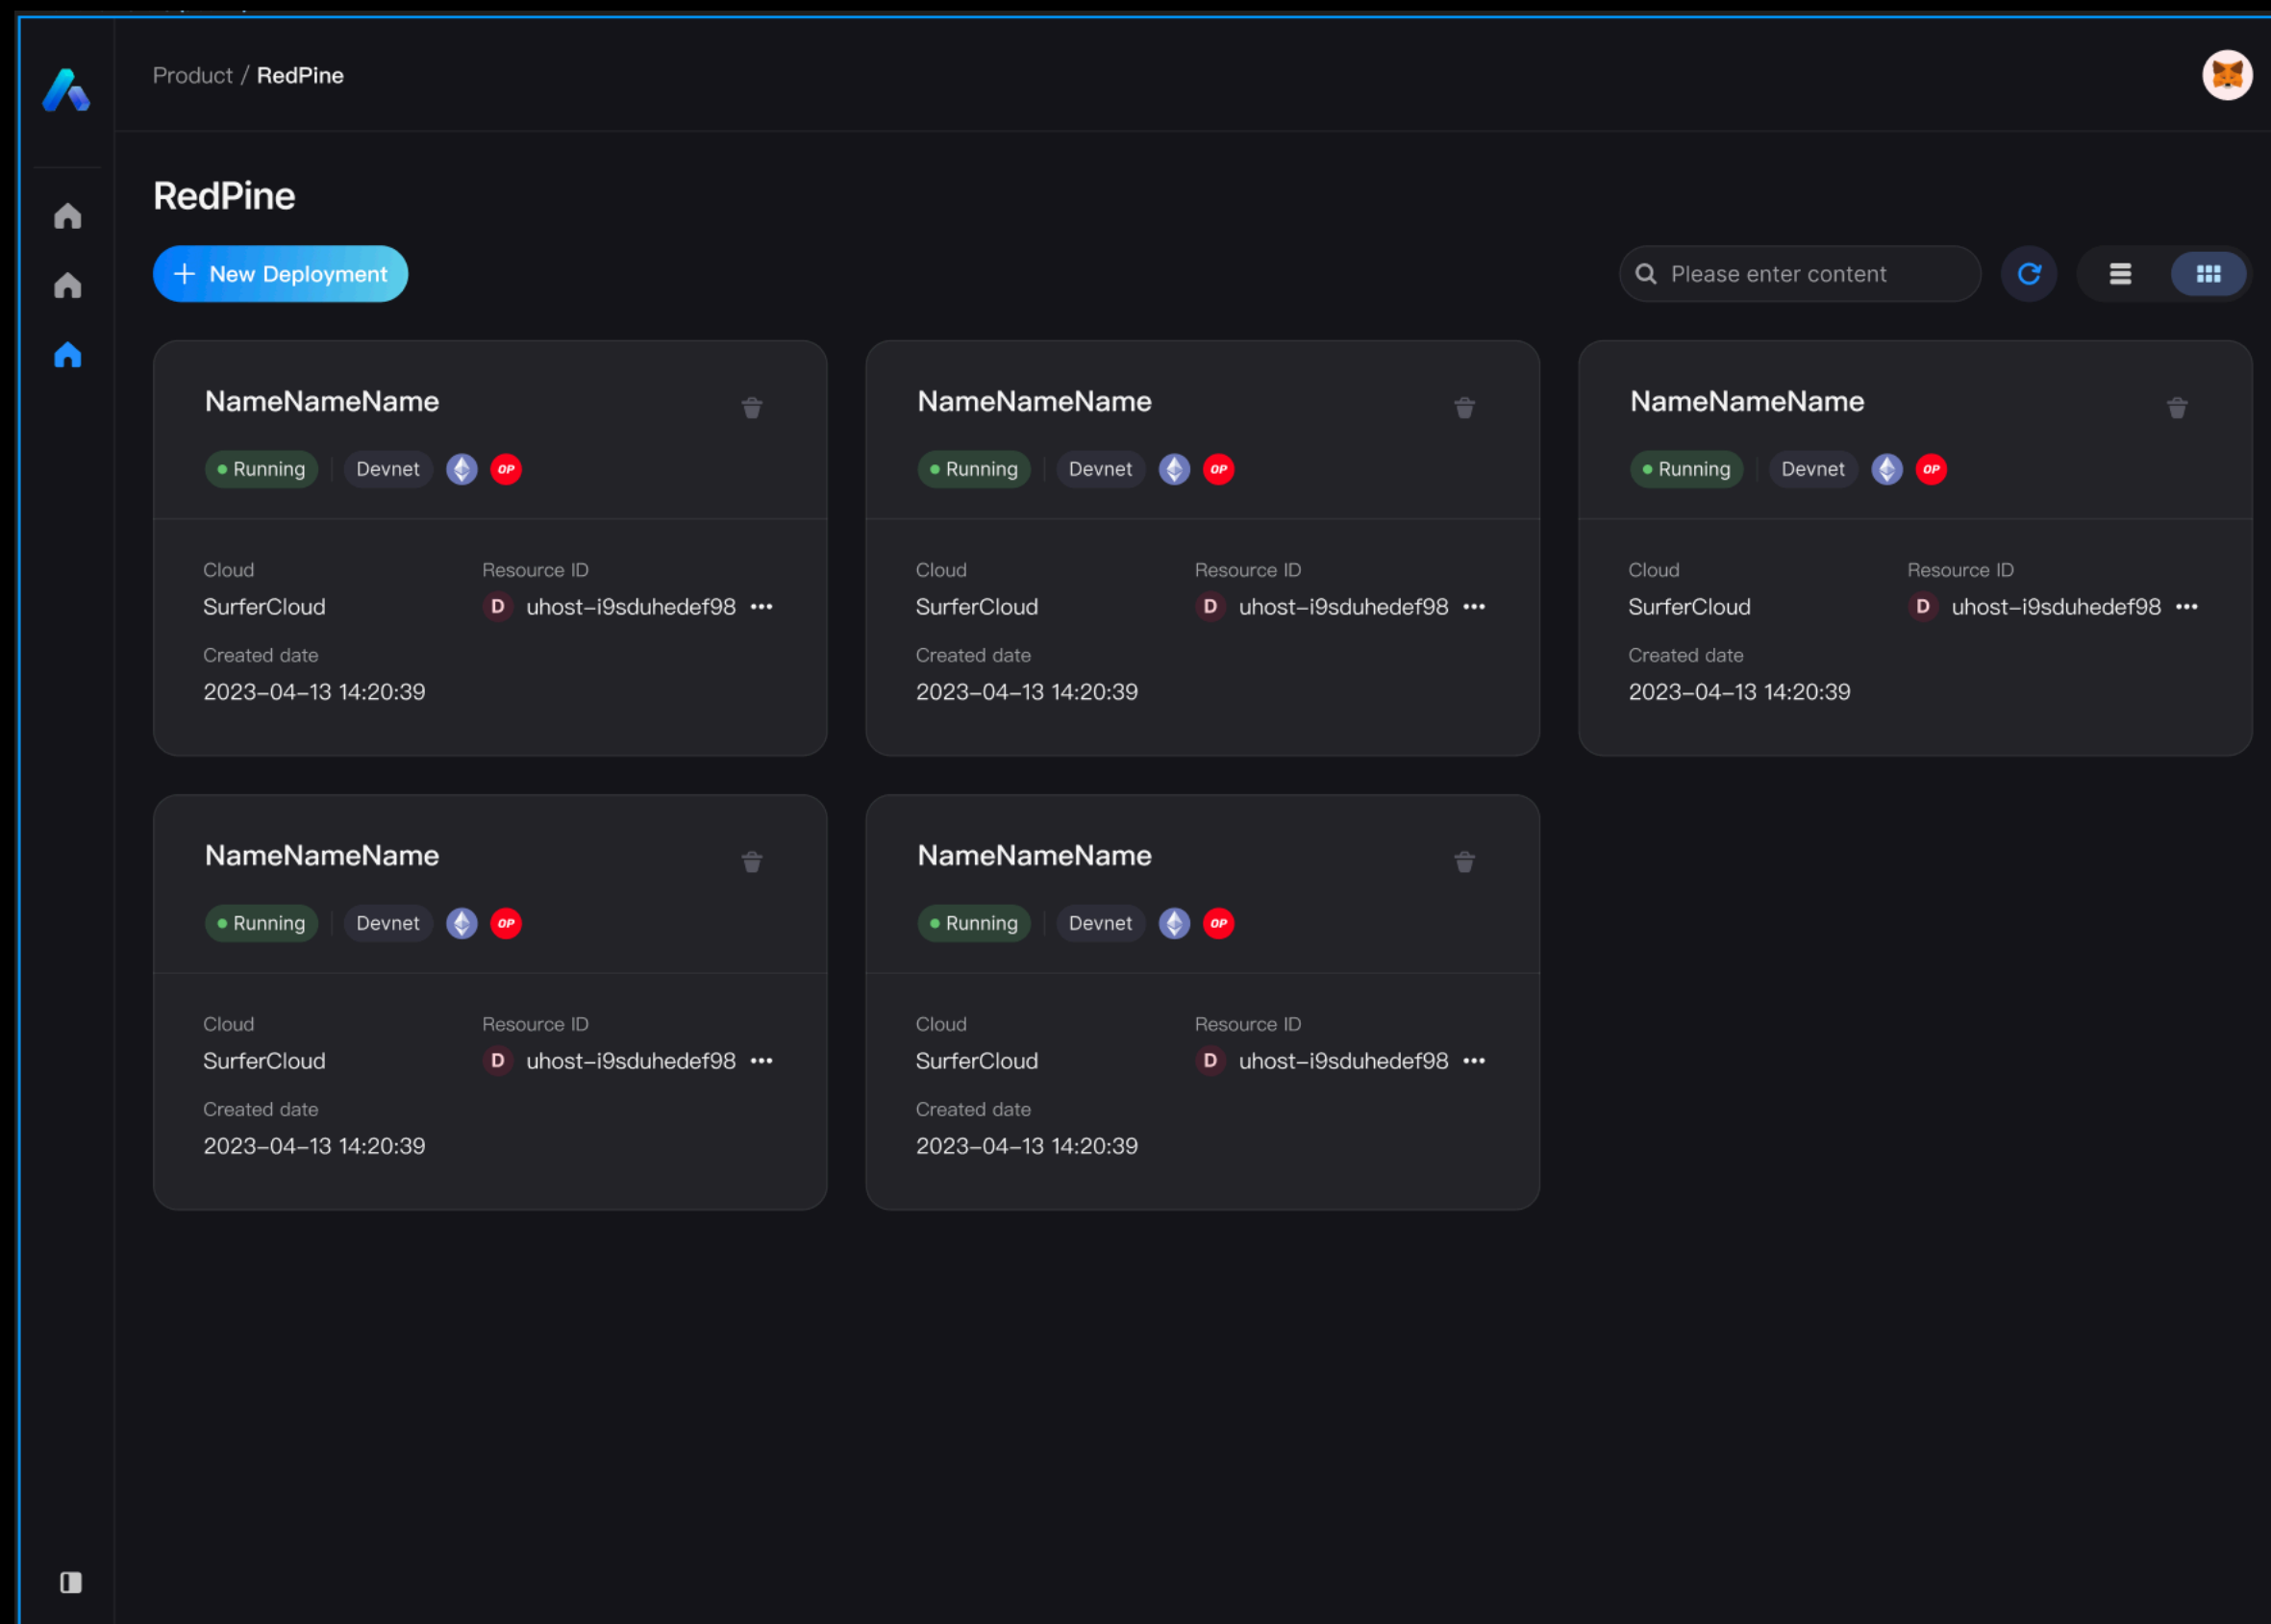 Product / RedPine
RedPine
+ New Deployment
Please enter content
NameNameName
Running
Devnet
OP
Cloud
Resource ID
SurferCloud
D uhost-i9sduhedef98 •••
Created date
2023-04-13 14:20:39
NameNameName
Running
Devnet
OP
Cloud
Resource ID
SurferCloud
D uhost-i9sduhedef98 •••
Created date
2023-04-13 14:20:39
NameNameName
Running
Devnet
OP
Cloud
Resource ID
SurferCloud
D uhost-i9sduhedef98 •••
Created date
2023-04-13 14:20:39
NameNameName
Running
Devnet
OP
Cloud
Resource ID
SurferCloud
D uhost-i9sduhedef98 •••
Created date
2023-04-13 14:20:39
NameNameName
Running
Devnet
OP
Cloud
Resource ID
SurferCloud
D uhost-i9sduhedef98 •••
Created date
2023-04-13 14:20:39